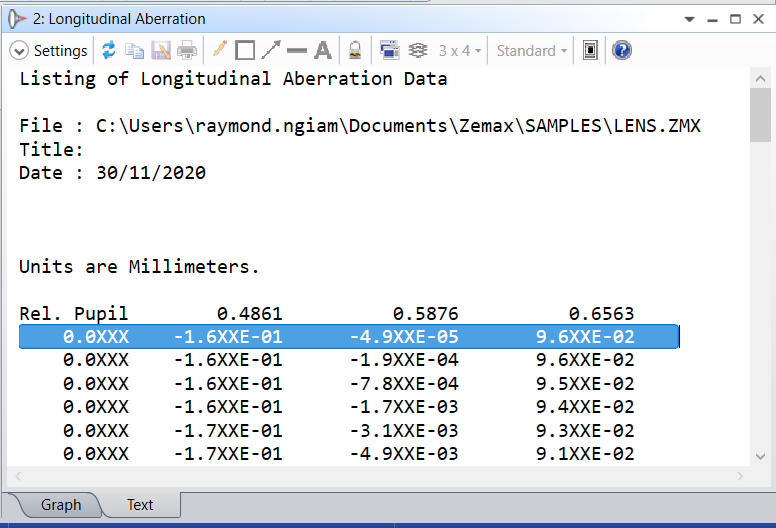 2: Longitudinal Aberration
Settings 3 x 4 Standard
Listing of Longitudinal Aberration Data
File : C:\Users\raymond.ngiam\Documents\Zemax\SAMPLES\LENS.ZMX
Title:
Date : 30/11/2020
Units are Millimeters.
Rel. Pupil 0.4861 0.5876 0.6563
0.0XXX -1.6XXE-01 -4.9XXE-05 9.6XXE-02
0.0XXX -1.6XXE-01 -1.9XXE-04 9.6XXE-02
0.0XXX -1.6XXE-01 -7.8XXE-04 9.5XXE-02
0.0XXX -1.6XXE-01 -1.7XXE-03 9.4XXE-02
0.0XXX -1.7XXE-01 -3.1XXE-03 9.3XXE-02
0.0XXX -1.7XXE-01 -4.9XXE-03 9.1XXE-02
Graph Text